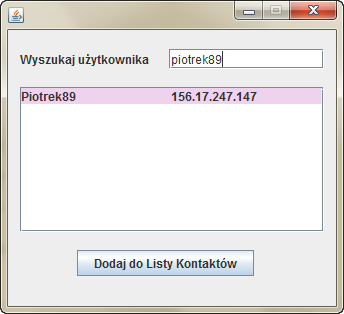 Wyszukaj użytkownika piotrek89
Piotrek89 156.17.247.147
Dodaj do Listy Kontaktów